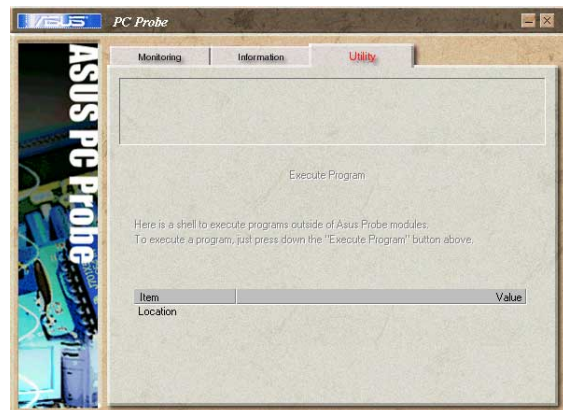 ASUS PC Probe
Monitoring Information Utility
ASUS PC Probe
Execute Program
Here is a shell to execute programs outside of Asus Probe modules.
To execute a program, just press down the "Execute Program" button above.
Item Value
Location